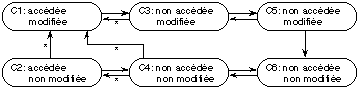 C1: accédée
modifiée
C3: non accédée
modifiée
C5: non accédée
modifiée
*
*
*
*
C2: accédée
non modifiée
C4: non accédée
non modifiée
C6: non accédée
non modifiée
*